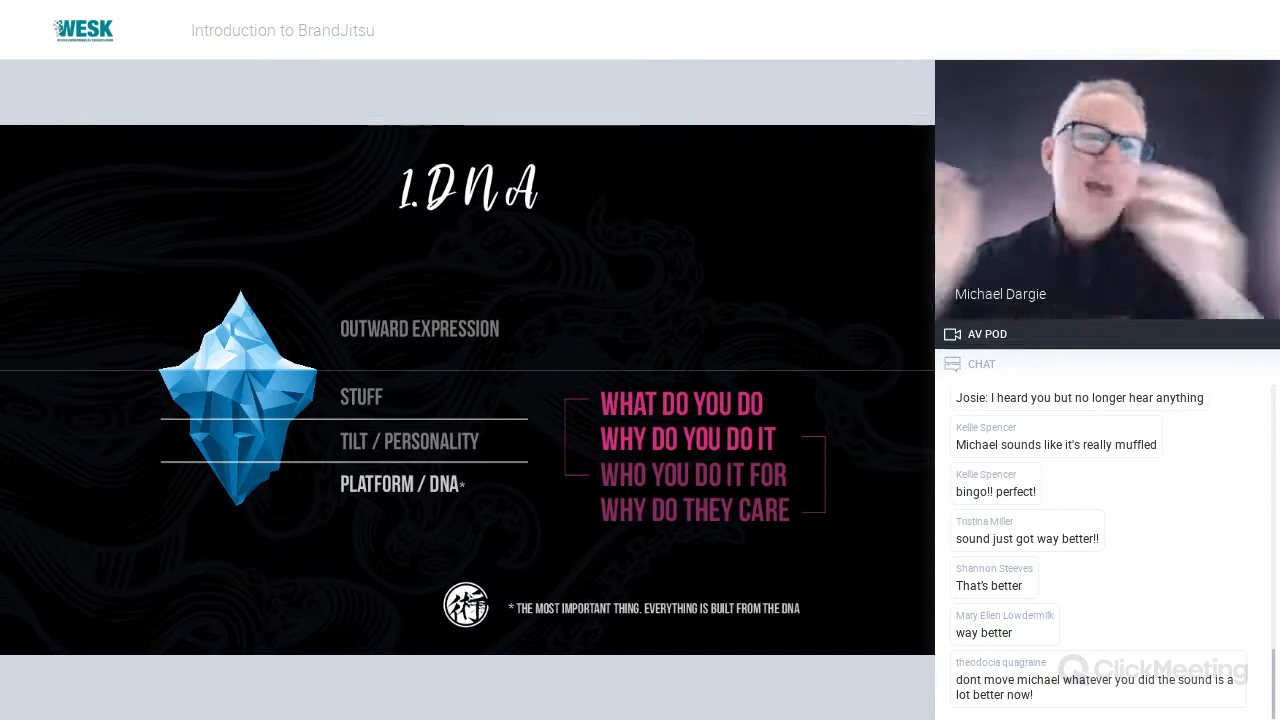 WESK
Introduction to BrandJitsu
1. DNA
OUTWARD EXPRESSION
STUFF
TILT / PERSONALITY
PLATFORM / DNA*
WHAT DO YOU DO
WHY DO YOU DO IT
WHO YOU DO IT FOR
WHY DO THEY CARE
術
* THE MOST IMPORTANT THING. EVERYTHING IS BUILT FROM THE DNA
Michael Dargie
AV POD
CHAT
Josie: I heard you but no longer hear anything
Kellie Spencer
Michael sounds like it's really muffled
Kellie Spencer
bingo!! perfect!
Tristina Miller
sound just got way better!!
Shannon Steeves
That's better
Mary Ellen Lowdermilk
way better
theodocia quagraine
dont move michael whatever you did the sound is a
lot better now!
ClickMeeting